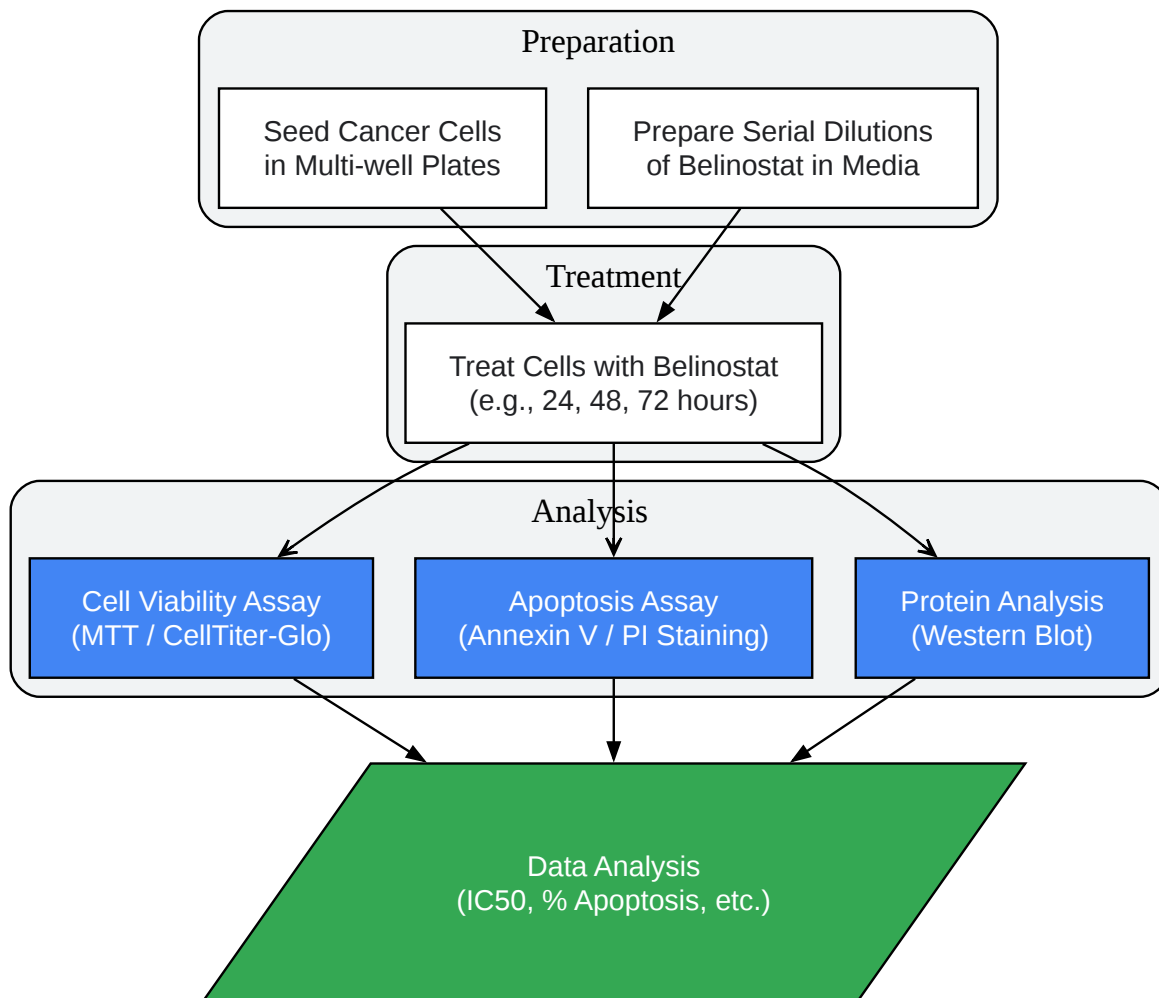 Preparation
Seed Cancer Cells
in Multi-well Plates
Prepare Serial Dilutions
of Belinostat in Media
Treatment
Treat Cells with Belinostat
(e.g., 24, 48, 72 hours)
Analysis
Cell Viability Assay
(MTT / CellTiter-Glo)
Apoptosis Assay
(Annexin V / PI Staining)
Protein Analysis
(Western Blot)
Data Analysis
(IC50, % Apoptosis, etc.)